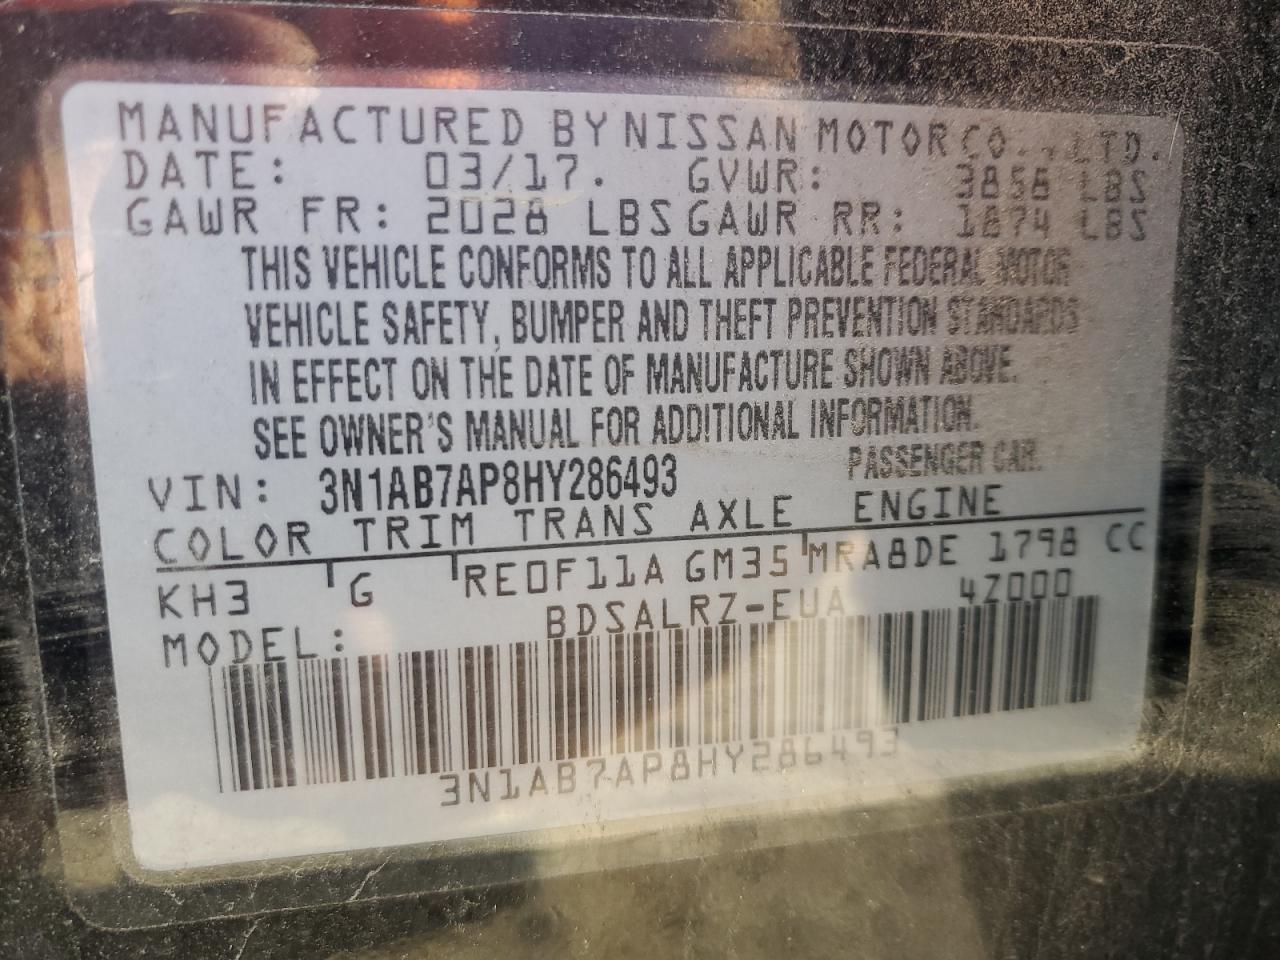 MANUFACTURED BY NISSAN MOTOR CO., LTD.
DATE: 03/17. GVWR: 3858 LBS
GAWR FR: 2028 LBS GAWR RR: 1874 LBS
THIS VEHICLE CONFORMS TO ALL APPLICABLE FEDERAL MOTOR
VEHICLE SAFETY, BUMPER AND THEFT PREVENTION STANDARDS
IN EFFECT ON THE DATE OF MANUFACTURE SHOWN ABOVE.
SEE OWNER'S MANUAL FOR ADDITIONAL INFORMATION.
VIN: 3N1AB7AP8HY286493 PASSENGER CAR.
COLOR TRIM TRANS AXLE ENGINE
KH3 G RE0F11A GM35 MRA8DE 1798 CC
MODEL: BDSALRZ-EUA 4Z000
3N1AB7AP8HY286493